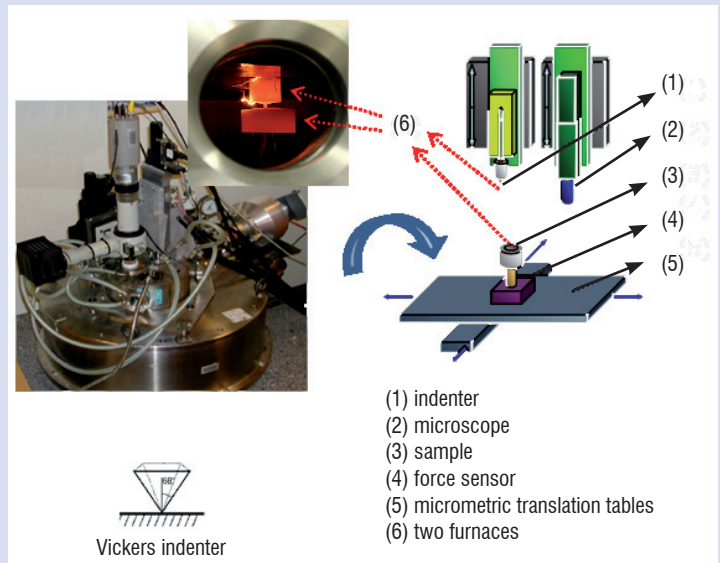 (1)
(2)
(6)
(3)
(4)
(5)
(1) indenter
(2) microscope
(3) sample
(4) force sensor
(5) micrometric translation tables
(6) two furnaces
68°
Vickers indenter